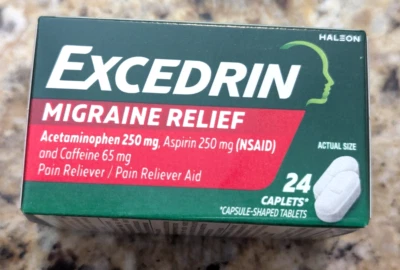 HALEON
EXCEDRIN
MIGRAINE RELIEF
Acetaminophen 250 mg, Aspirin 250 mg (NSAID)
and Caffeine 65 mg
Pain Reliever / Pain Reliever Aid
ACTUAL SIZE
24
CAPLETS*
*CAPSULE-SHAPED TABLETS